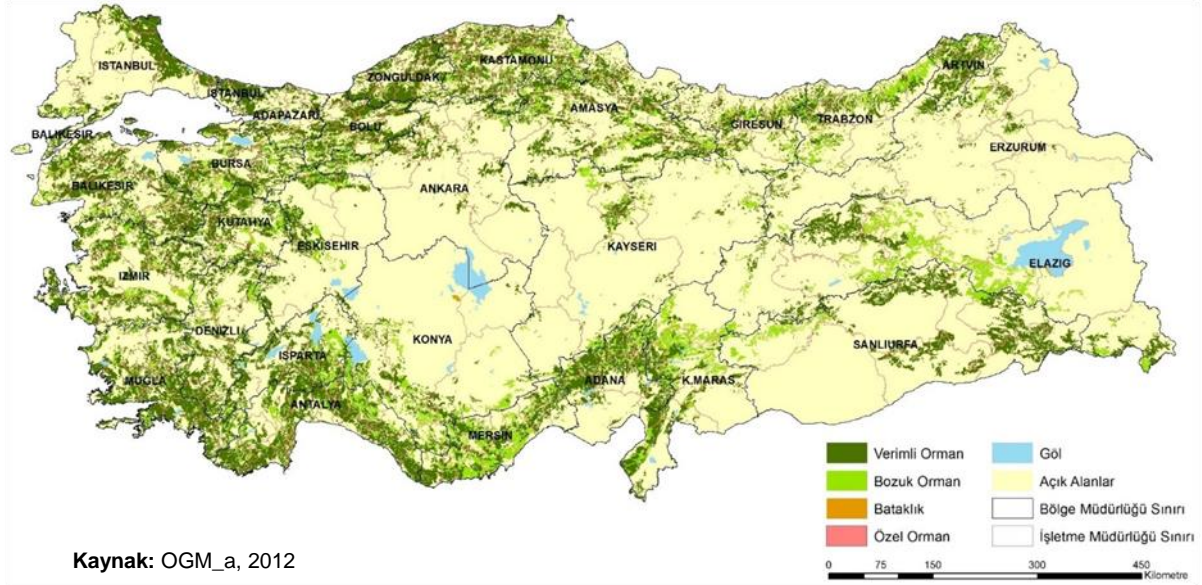 ISTANBUL
ISTANBUL
ADAPAZARI
ZONGULDAK
KASTAMONU
BOLU
AMASYA
GIRESUN
TRABZON
ARTVIN
ERZURUM
BALIKESIR
BALIKESIR
BURSA
ANKARA
KUTAHYA
ESKISEHIR
KAYSERI
ELAZIG
IZMIR
DENIZLI
ISPARTA
KONYA
SANLIURFA
MUGLA
ANTALYA
MERSIN
ADANA
K.MARAS
Verimli Orman
Bozuk Orman
Bataklık
Özel Orman
Göl
Açık Alanlar
Bölge Müdürlüğü Sınırı
İşletme Müdürlüğü Sınırı
0 75 150 300 450
Kilometre
Kaynak: OGM_a, 2012